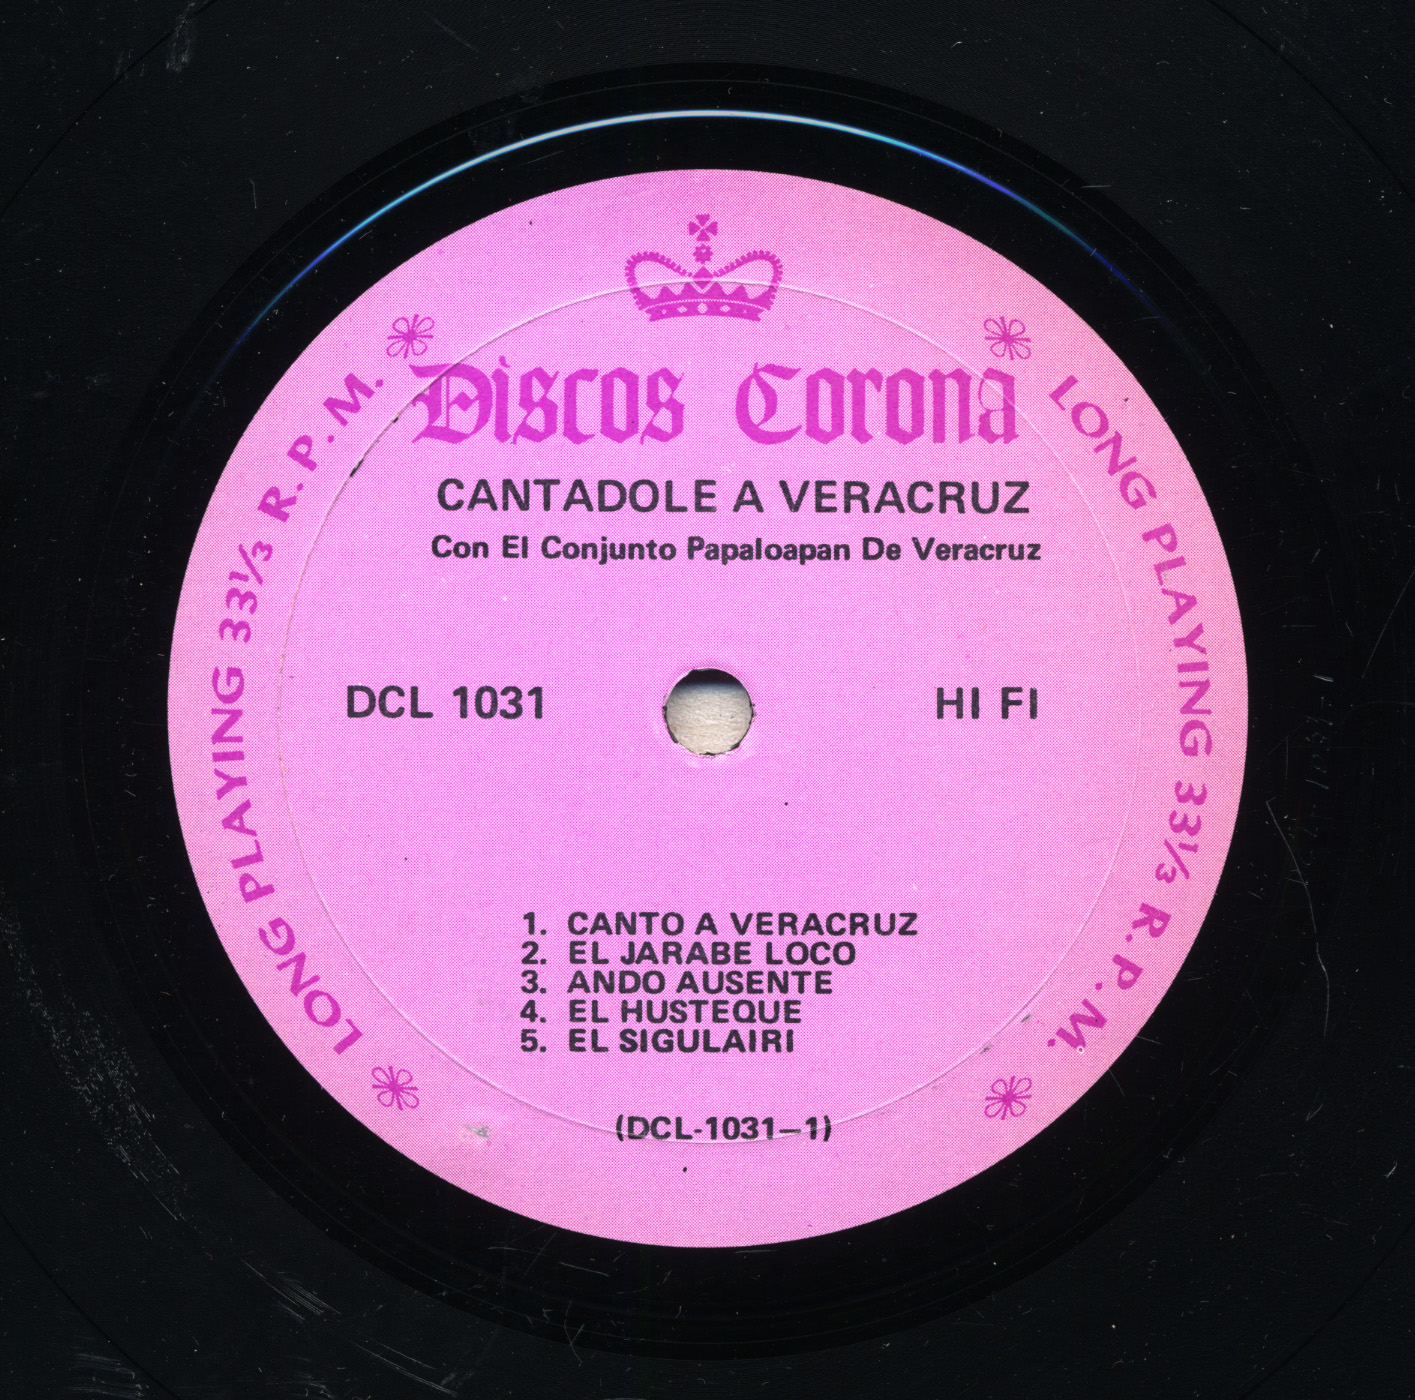 Discos Corona
CANTADOLE A VERACRUZ
Con El Conjunto Papaloapan De Veracruz
DCL 1031
HI FI
1. CANTO A VERACRUZ
2. EL JARABE LOCO
3. ANDO AUSENTE
4. EL HUSTEQUE
5. EL SIGULAIRI
(DCL-1031–1)
LONG PLAYING 33⅓ R.P.M.
LONG PLAYING 33⅓ R.P.M.